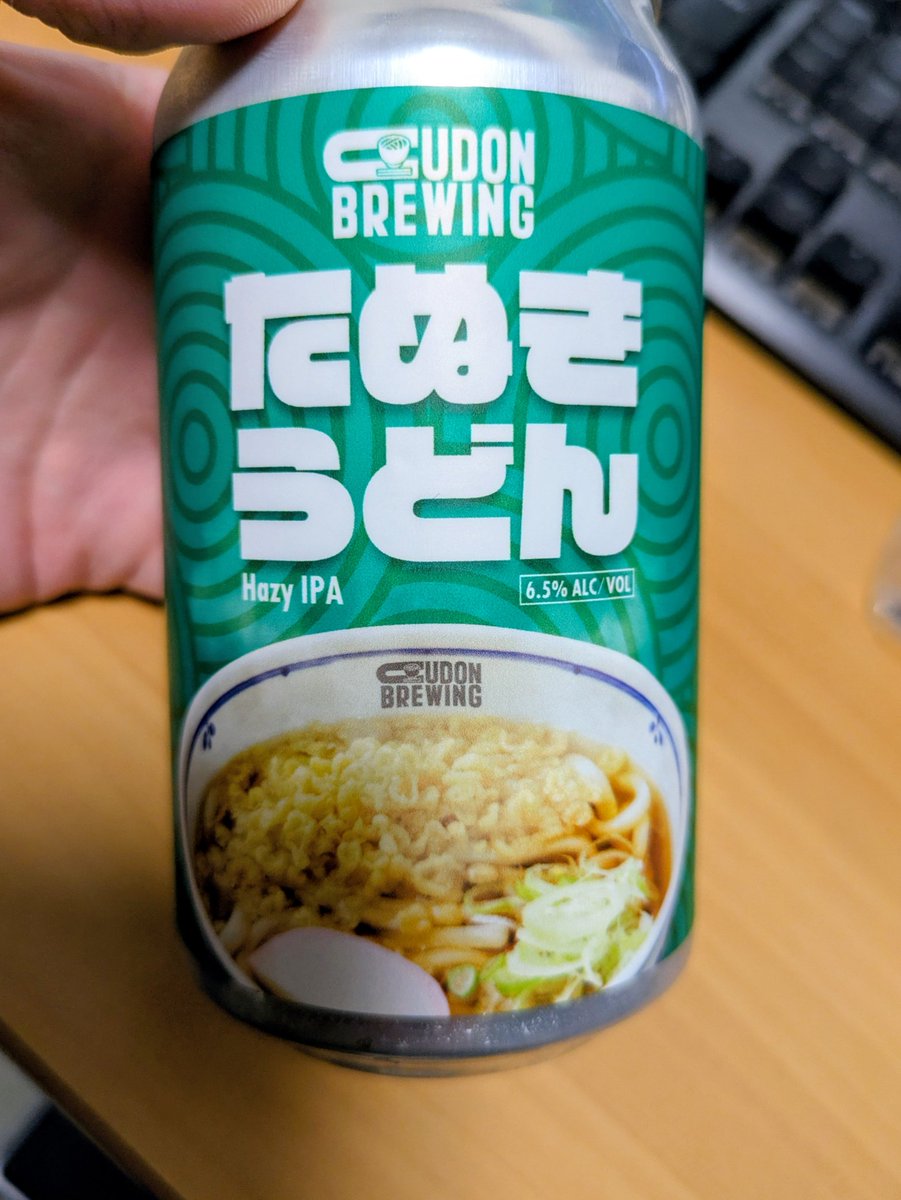 UDON
BREWING
たぬき
うどん
Hazy IPA
6.5% ALC/VOL
UDON
BREWING